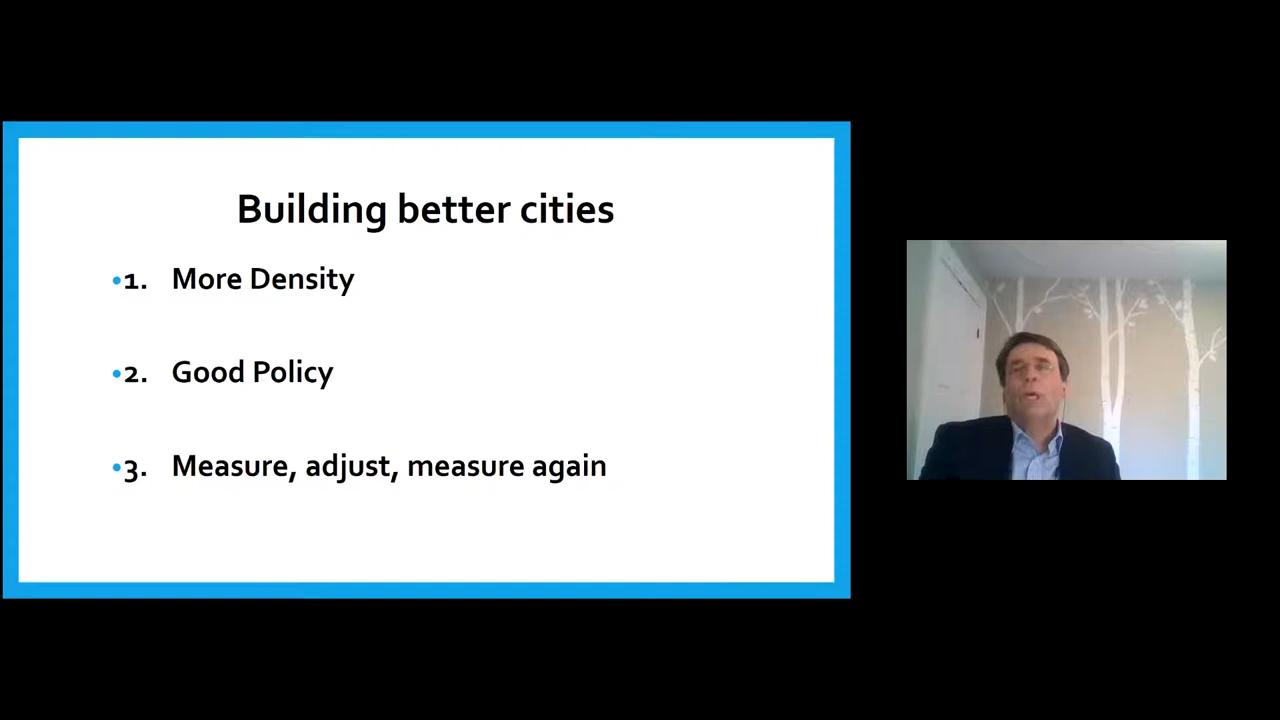 Building better cities
•1. More Density
•2. Good Policy
•3. Measure, adjust, measure again